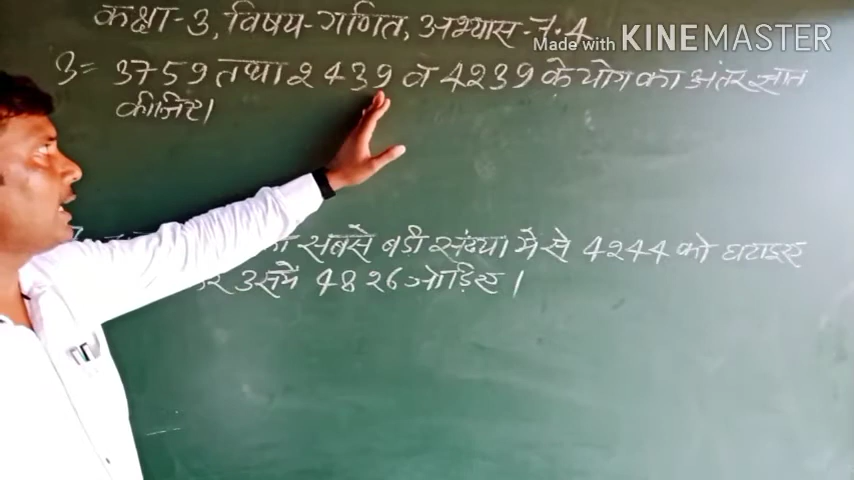 कक्षा-3, विषय-गणित, अभ्यास-7.4
Made with KINEMASTER
3= 3759 तथा 2439 व 4239 के योग का अंतर ज्ञात
कीजिए।
सबसे बडी संख्या मे से 4244 को घटाइए
उसमें 4826 जोड़िए।